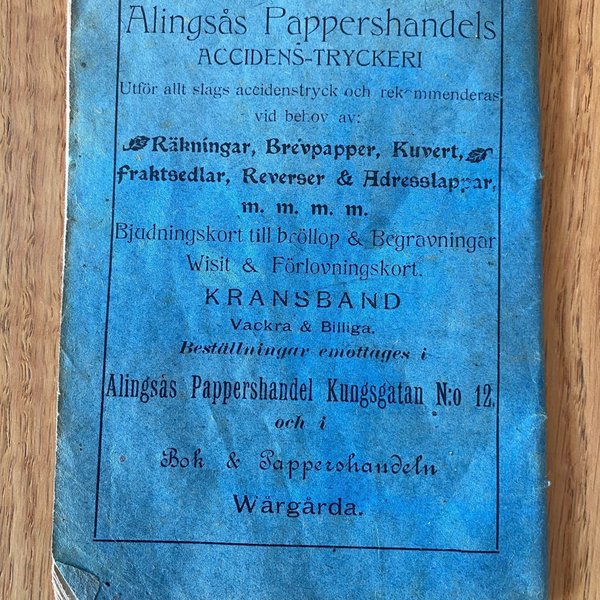 Alingsås Pappershandels
ACCIDENS-TRYCKERI
Utför allt slags accidenstryck och rekommenderas
vid behov av:
Räkningar, Brevpapper, Kuvert,
Fraktsedlar, Reverser & Adresslappar,
m. m. m. m.
Bjudningskort till bröllop & Begravningar
Wisit & Förlovningskort.
KRANSBAND
Vackra & Billiga.
Beställningar emottages i
Alingsås Pappershandel Kungsgatan N:o 12.
och i
Bok & Pappershandeln
Wårgårda.